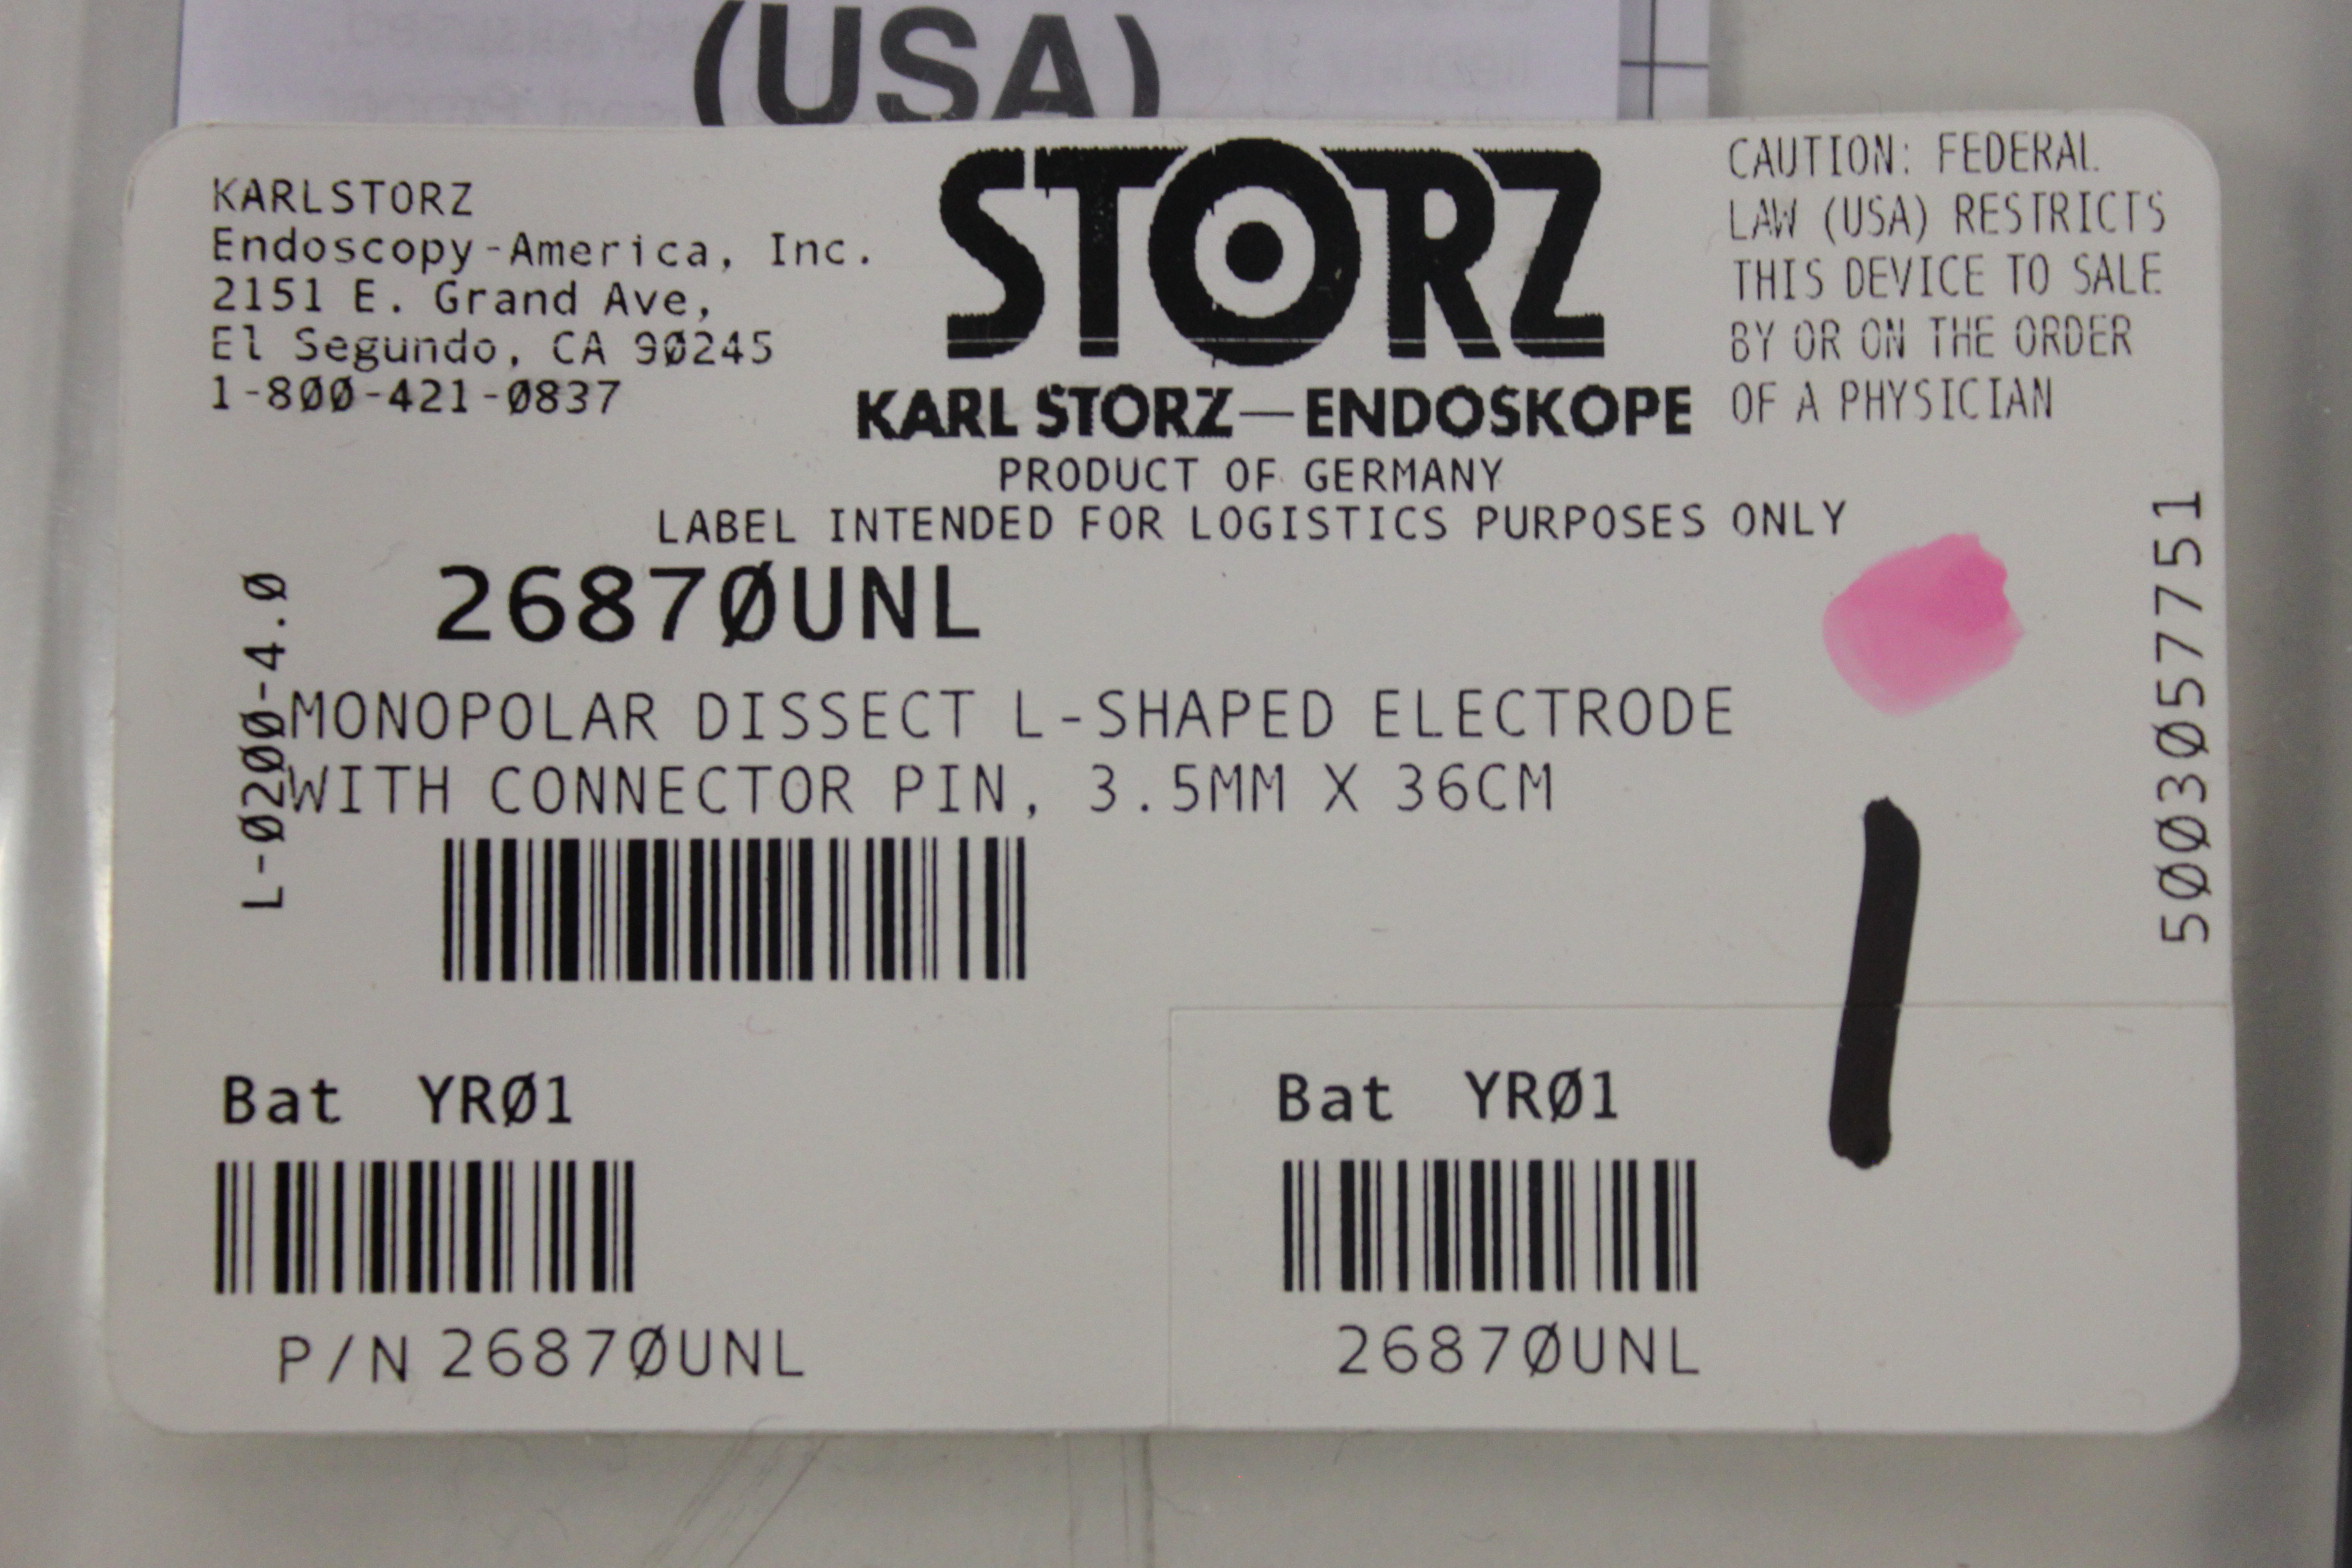 (USA)
KARLSTORZ
Endoscopy-America, Inc.
2151 E. Grand Ave,
El Segundo, CA 90245
1-800-421-0837
STORZ
KARL STORZ—ENDOSKOPE
PRODUCT OF GERMANY
LABEL INTENDED FOR LOGISTICS PURPOSES ONLY
CAUTION: FEDERAL
LAW (USA) RESTRICTS
THIS DEVICE TO SALE
BY OR ON THE ORDER
OF A PHYSICIAN
26870UNL
L-0200-4.0
MONOPOLAR DISSECT L-SHAPED ELECTRODE
WITH CONNECTOR PIN, 3.5MM X 36CM
5003057751
Bat YR01
P/N 26870UNL
Bat YR01
26870UNL